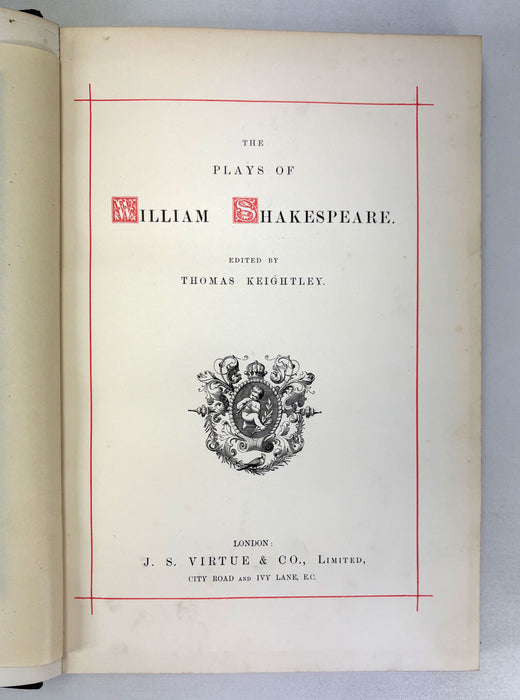 THE
PLAYS OF
WILLIAM SHAKESPEARE.
EDITED BY
THOMAS KEIGHTLEY.
LONDON:
J. S. VIRTUE & CO., LIMITED,
CITY ROAD AND IVY LANE, E.C.